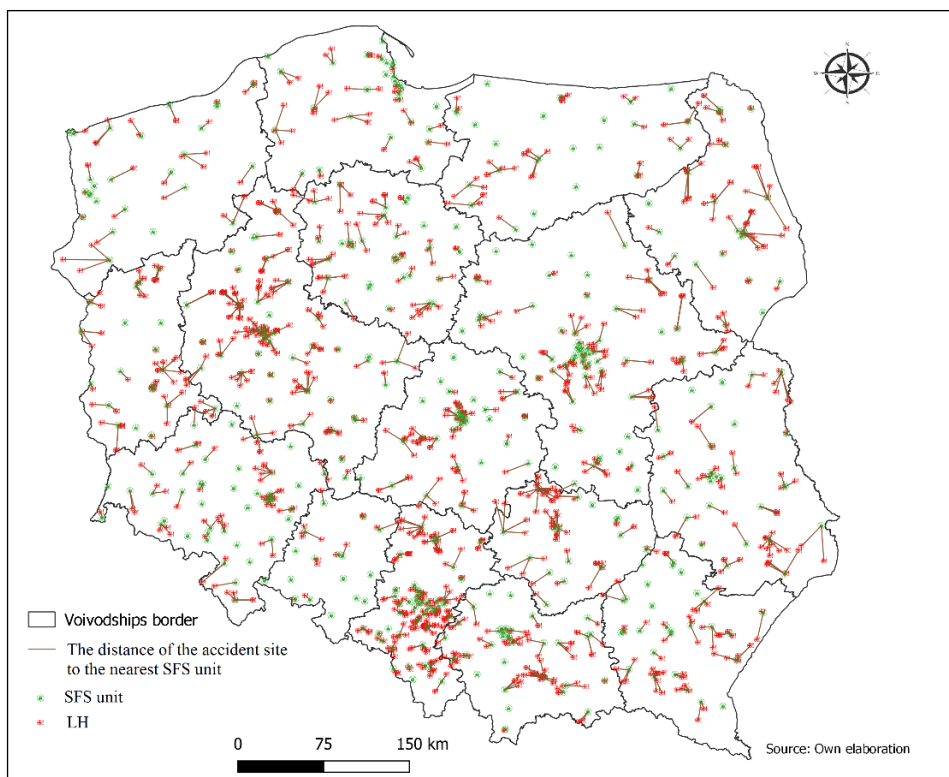 N
W
E
S
Voivodships border
The distance of the accident site
to the nearest SFS unit
SFS unit
LH
0 75 150 km
Source: Own elaboration